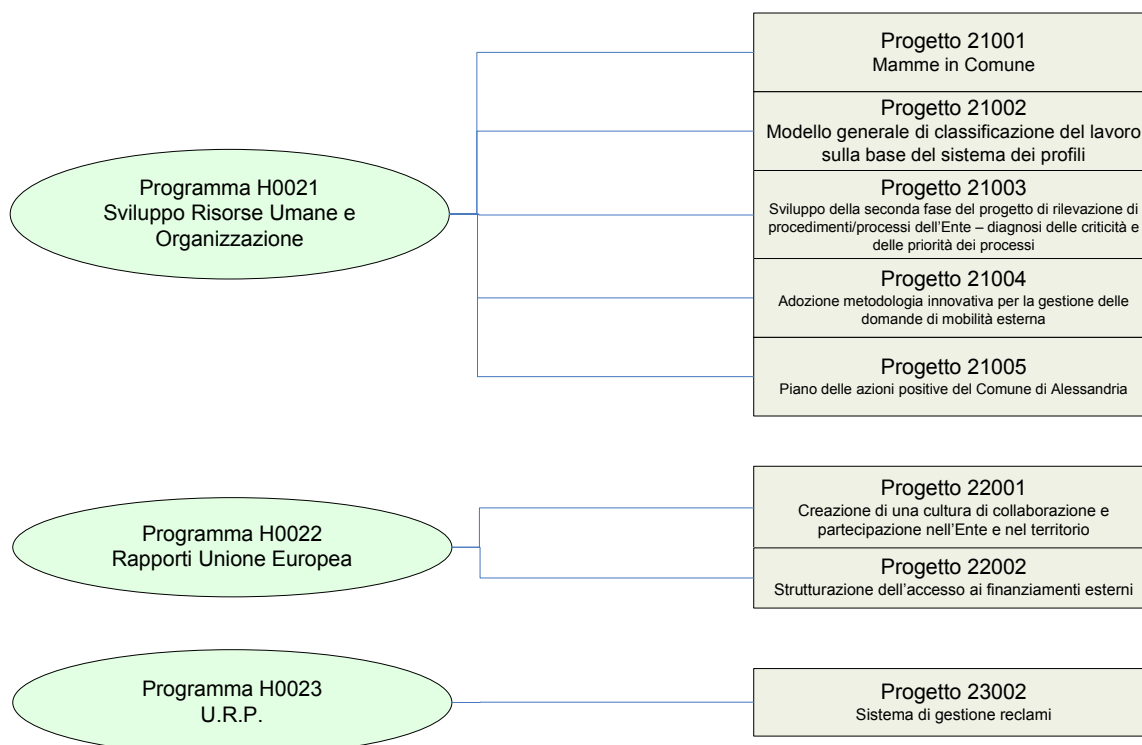 Programma H0021
Sviluppo Risorse Umane e
Organizzazione
Progetto 21001
Mamme in Comune
Progetto 21002
Modello generale di classificazione del lavoro
sulla base del sistema dei profili
Progetto 21003
Sviluppo della seconda fase del progetto di rilevazione di
procedimenti/processi dell'Ente – diagnosi delle criticità e
delle priorità dei processi
Progetto 21004
Adozione metodologia innovativa per la gestione delle
domande di mobilità esterna
Progetto 21005
Piano delle azioni positive del Comune di Alessandria
Programma H0022
Rapporti Unione Europea
Progetto 22001
Creazione di una cultura di collaborazione e
partecipazione nell'Ente e nel territorio
Progetto 22002
Strutturazione dell'accesso ai finanziamenti esterni
Programma H0023
U.R.P.
Progetto 23002
Sistema di gestione reclami